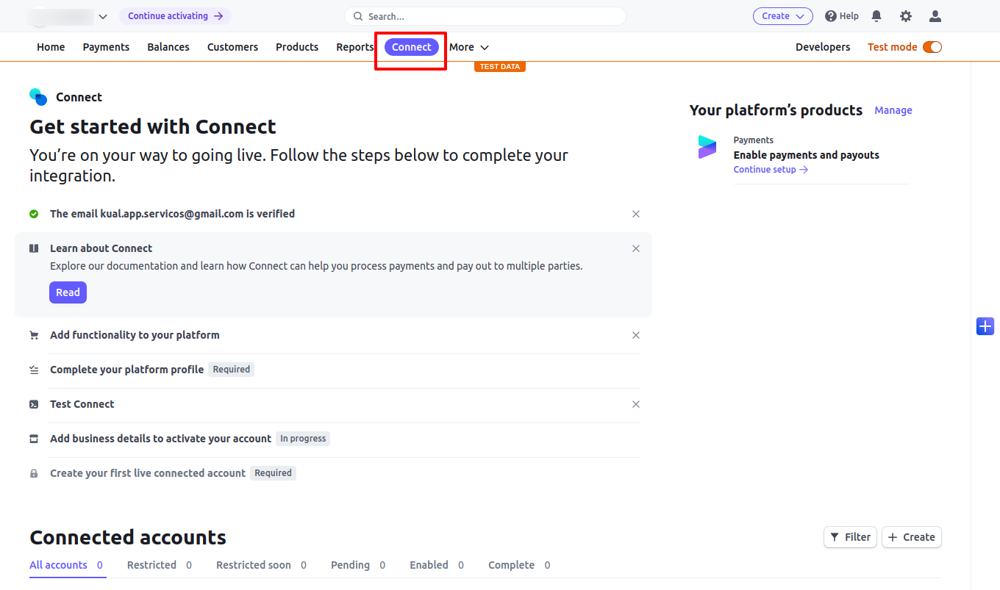 Continue activating
Search...
Create
Help
Home Payments Balances Customers Products Reports Connect More Developers Test mode
TEST DATA
Connect
Get started with Connect
You’re on your way to going live. Follow the steps below to complete your
integration.
The email kual.app.servicos@gmail.com is verified
Learn about Connect
Explore our documentation and learn how Connect can help you process payments and pay out to multiple parties.
Read
Add functionality to your platform
Complete your platform profile Required
Test Connect
Add business details to activate your account In progress
Create your first live connected account Required
Your platform’s products Manage
Payments
Enable payments and payouts
Continue setup
Connected accounts
Filter
Create
All accounts 0 Restricted 0 Restricted soon 0 Pending 0 Enabled 0 Complete 0